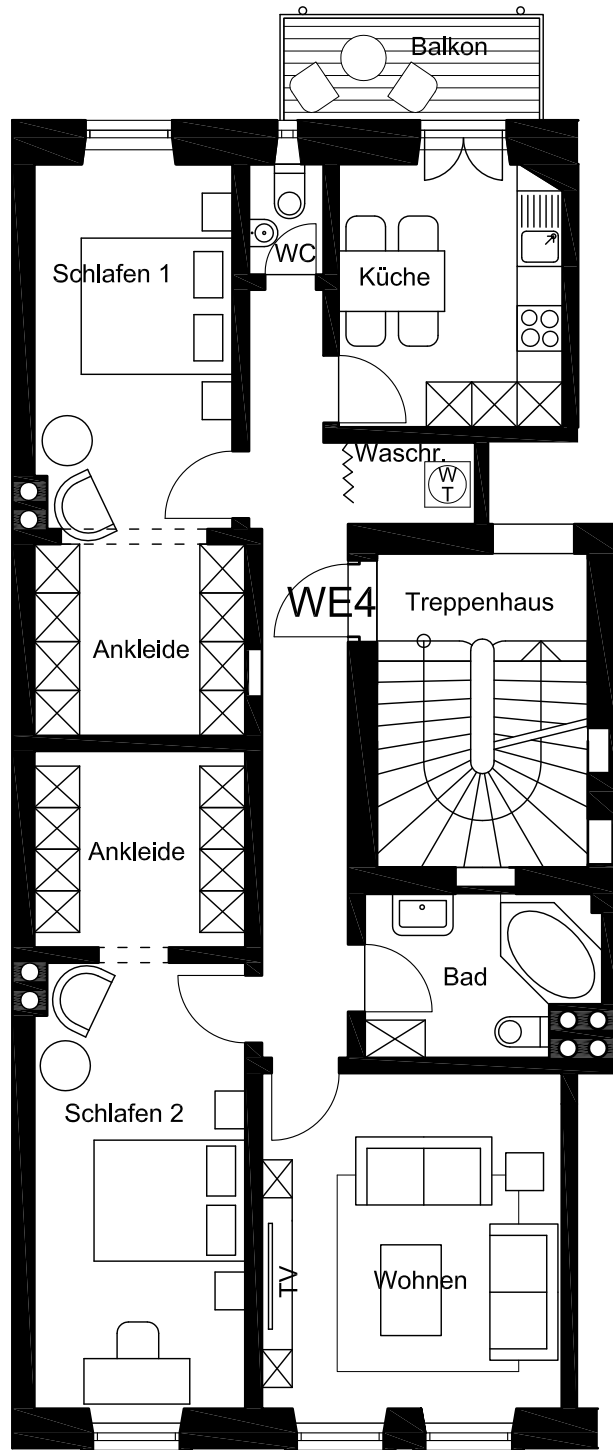 Balkon
WC
Schlafen 1
Küche
Waschr.
W
T
WE4
Treppenhaus
Ankleide
Ankleide
Bad
Schlafen 2
TV
Wohnen